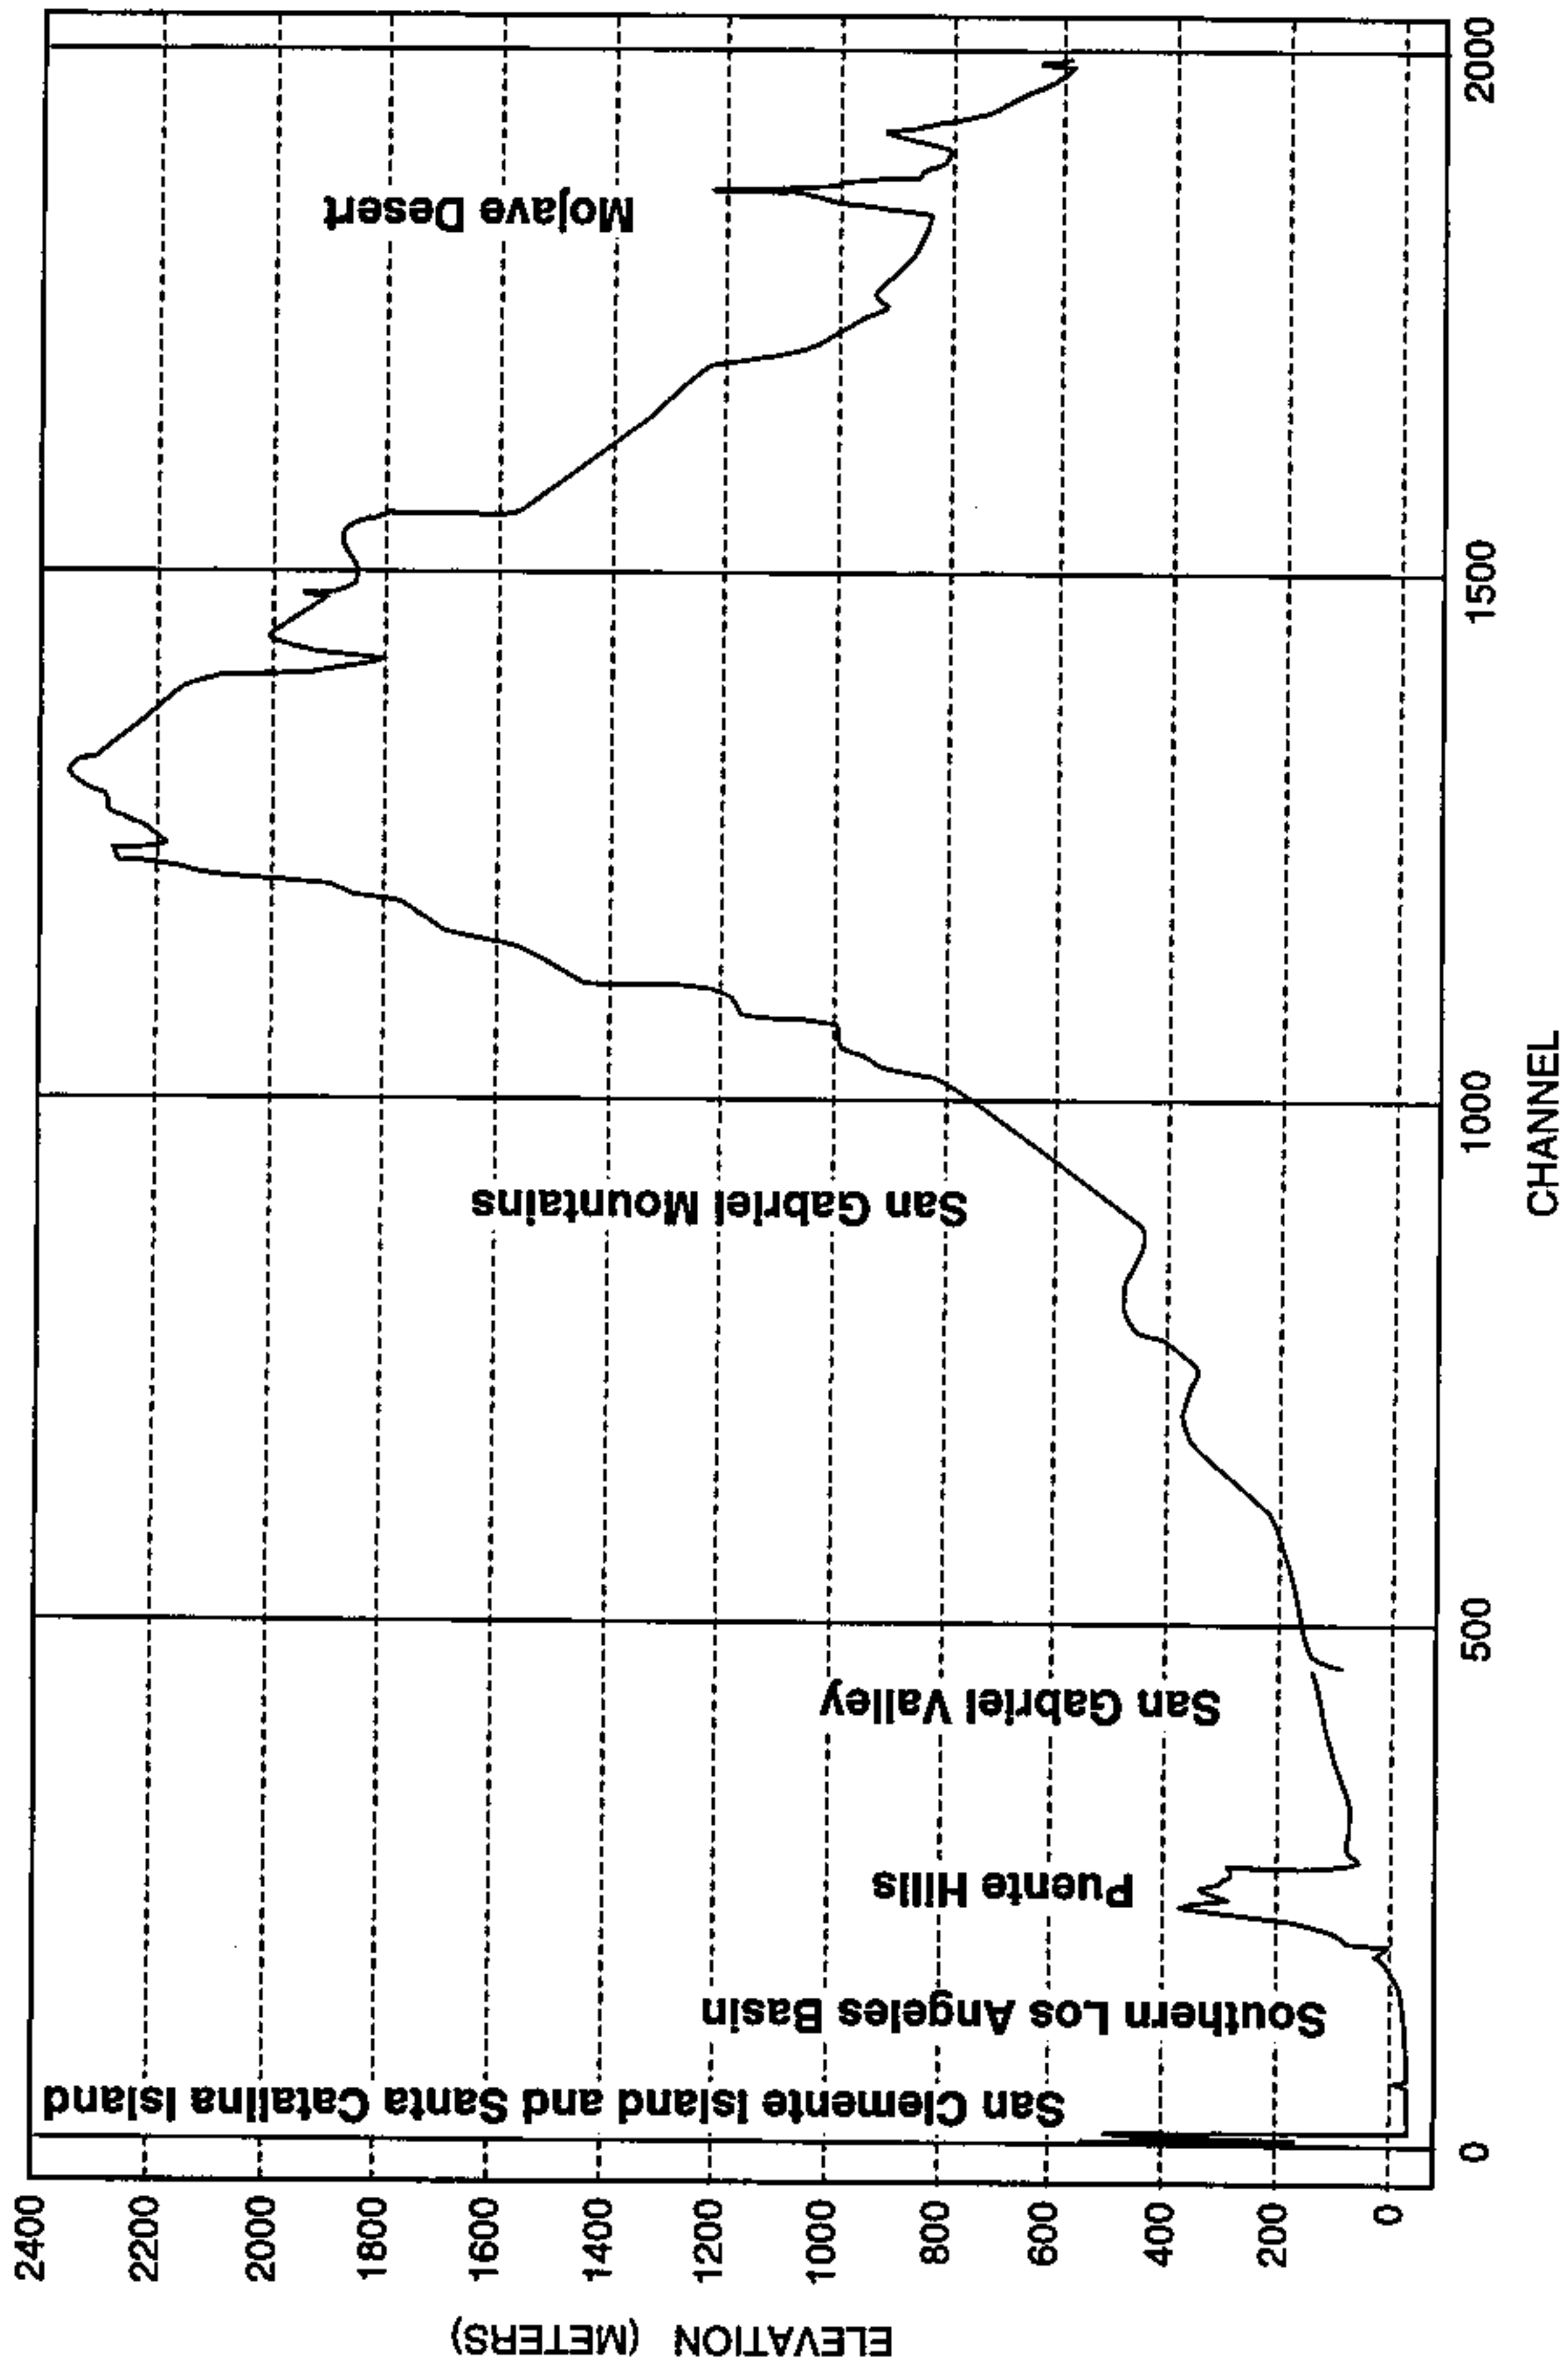 ELEVATION (METERS)
2400
2200
2000
1800
1600
1400
1200
1000
800
600
400
200
0
San Clemente Island and Santa Catalina Island
Southern Los Angeles Basin
Puente Hills
San Gabriel Valley
San Gabriel Mountains
Mojave Desert
0
500
1000
1500
2000
CHANNEL